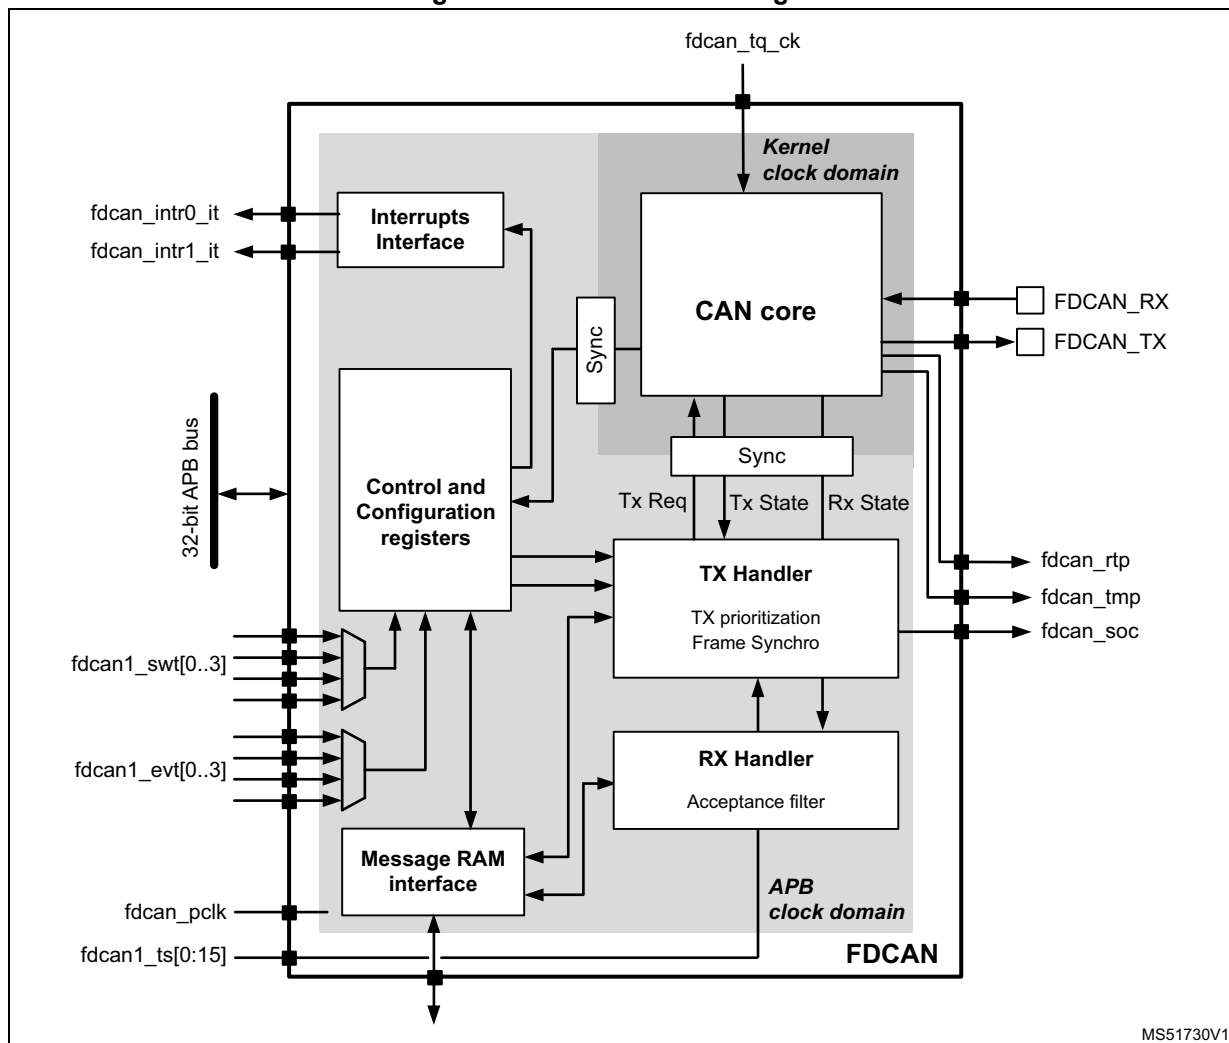 fdcan_tq_ck
Kernel
clock domain
fdcan_intr0_it
fdcan_intr1_it
Interrupts
Interface
CAN core
FDCAN_RX
FDCAN_TX
Sync
32-bit APB bus
Control and
Configuration
registers
Sync
Tx Req
Tx State
Rx State
TX Handler
TX prioritization
Frame Synchro
fdcan_rtp
fdcan_tmp
fdcan_soc
fdcan1_swt[0..3]
fdcan1_evt[0..3]
RX Handler
Acceptance filter
Message RAM
interface
APB
clock domain
fdcan_pclk
fdcan1_ts[0:15]
FDCAN
MS51730V1